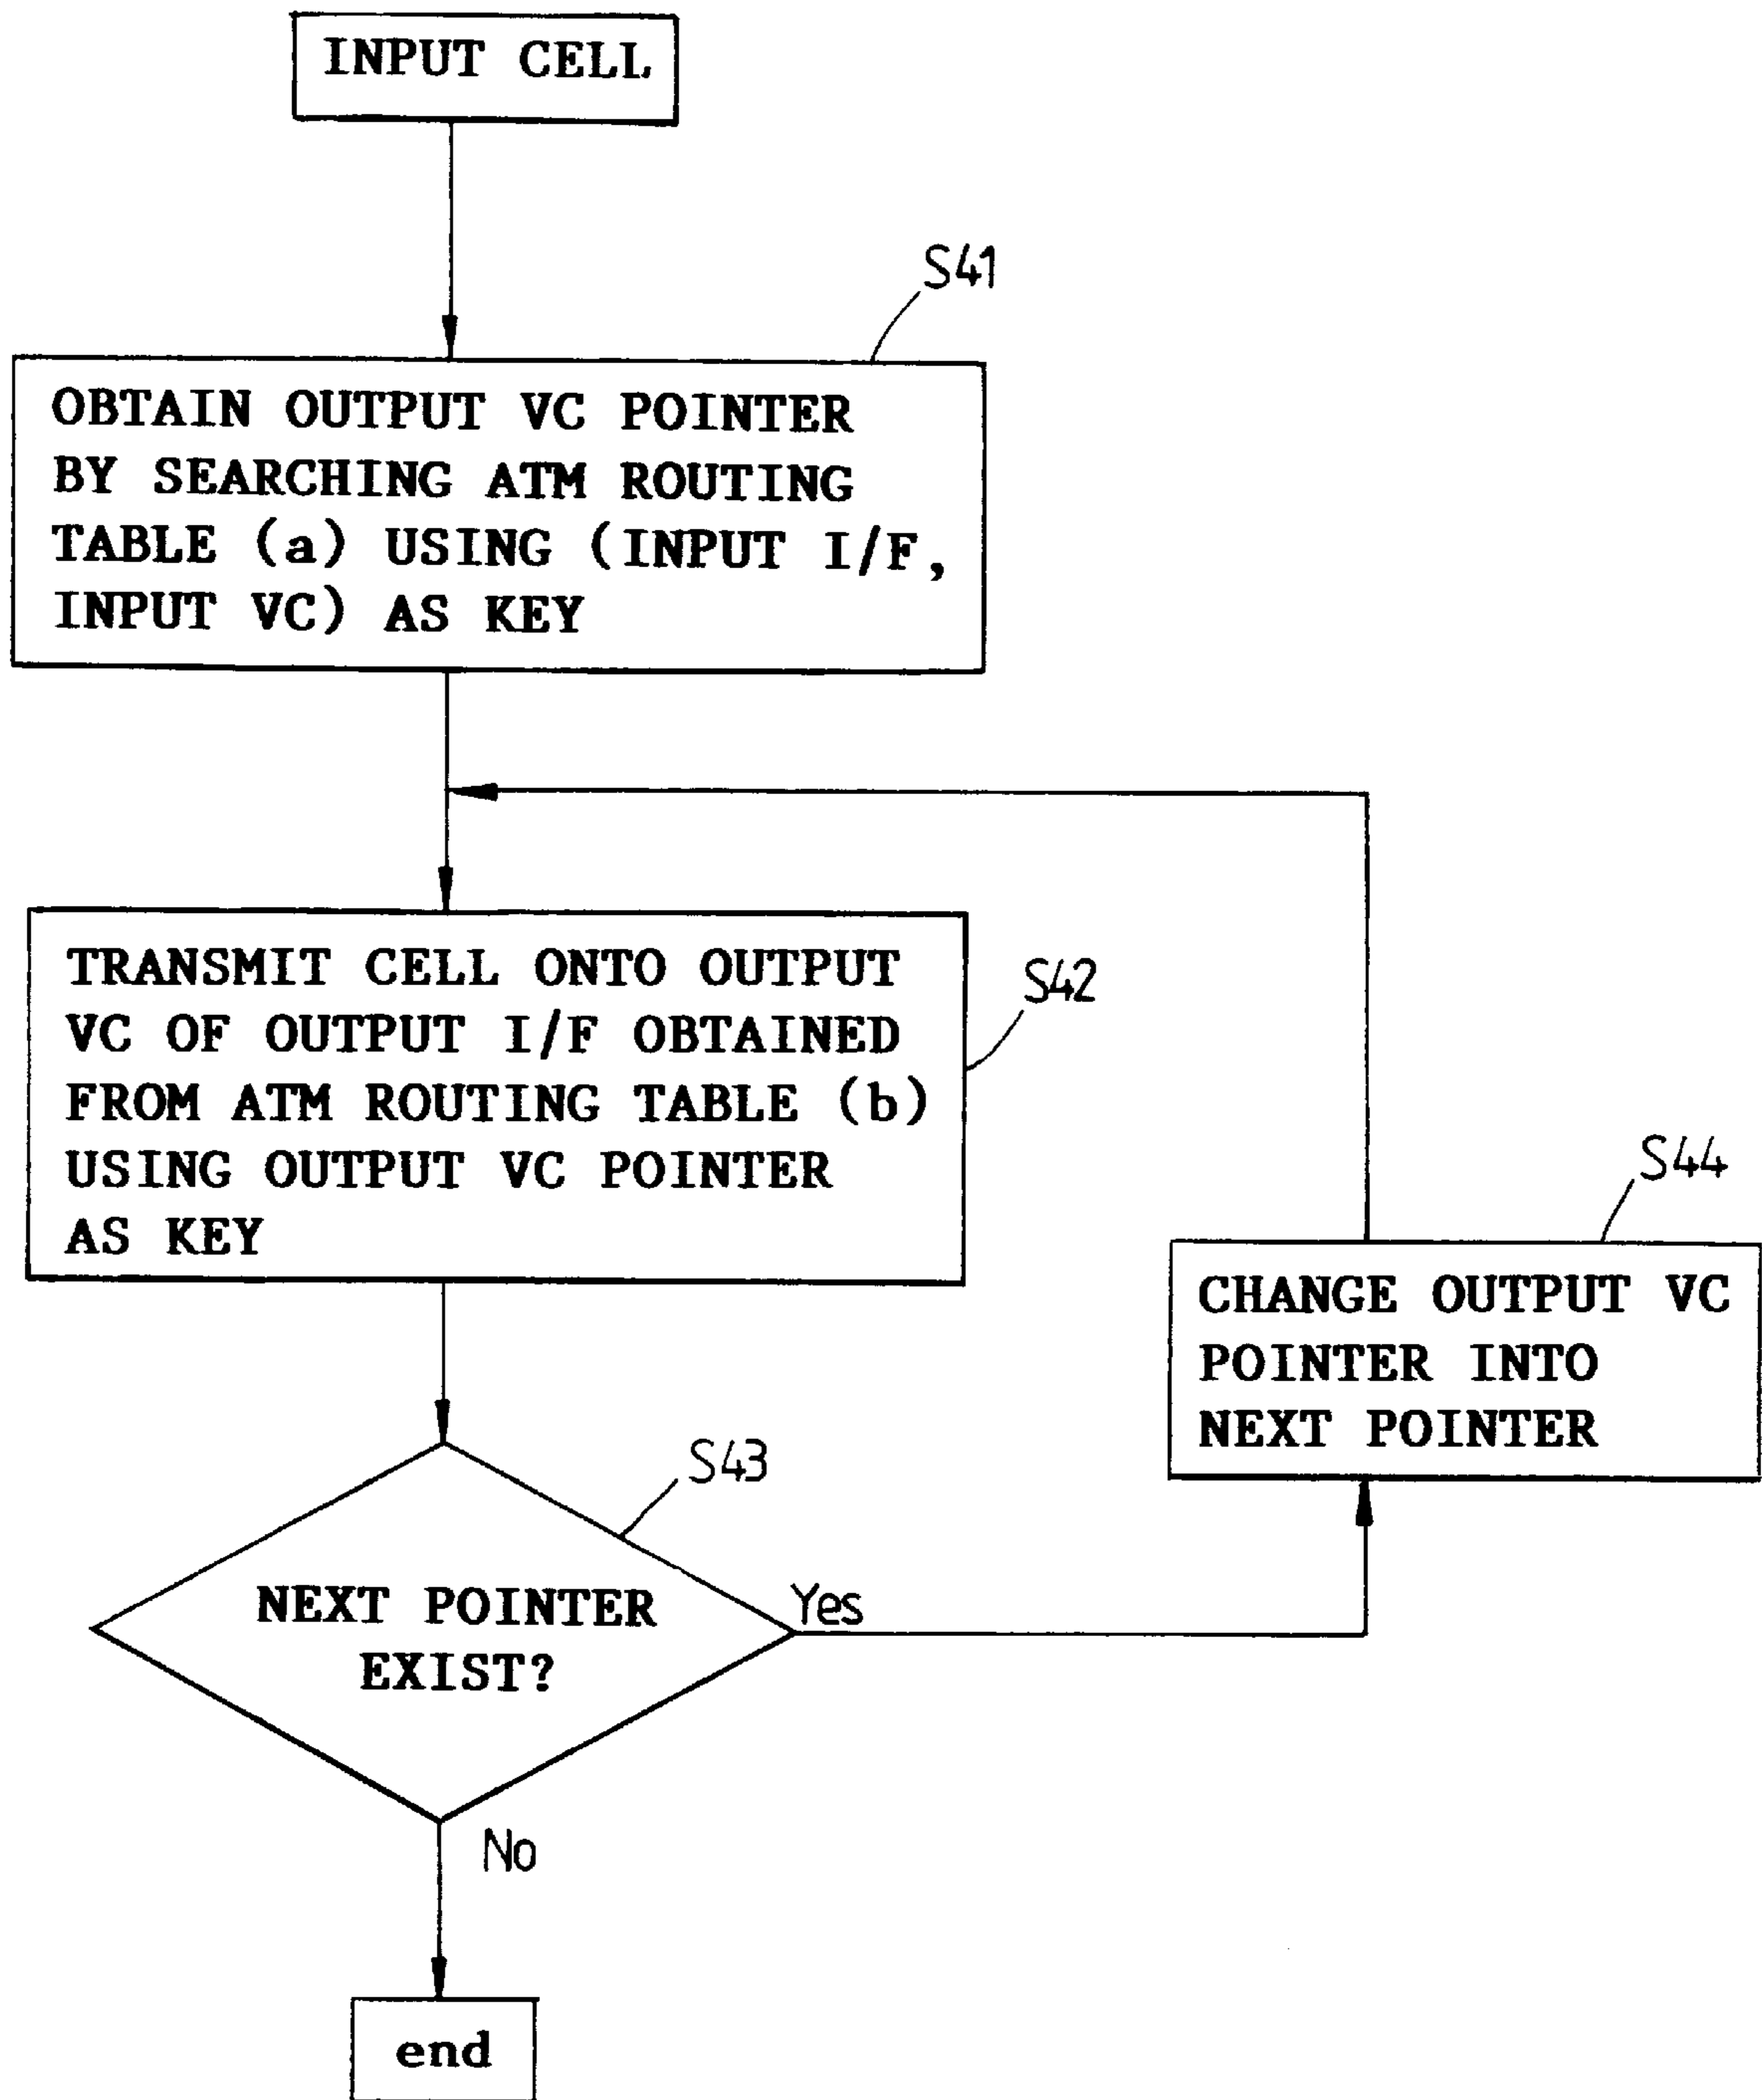 INPUT CELL
S41
OBTAIN OUTPUT VC POINTER
BY SEARCHING ATM ROUTING
TABLE (a) USING (INPUT I/F,
INPUT VC) AS KEY
S42
TRANSMIT CELL ONTO OUTPUT
VC OF OUTPUT I/F OBTAINED
FROM ATM ROUTING TABLE (b)
USING OUTPUT VC POINTER
AS KEY
S44
CHANGE OUTPUT VC
POINTER INTO
NEXT POINTER
S43
NEXT POINTER
EXIST?
Yes
No
end